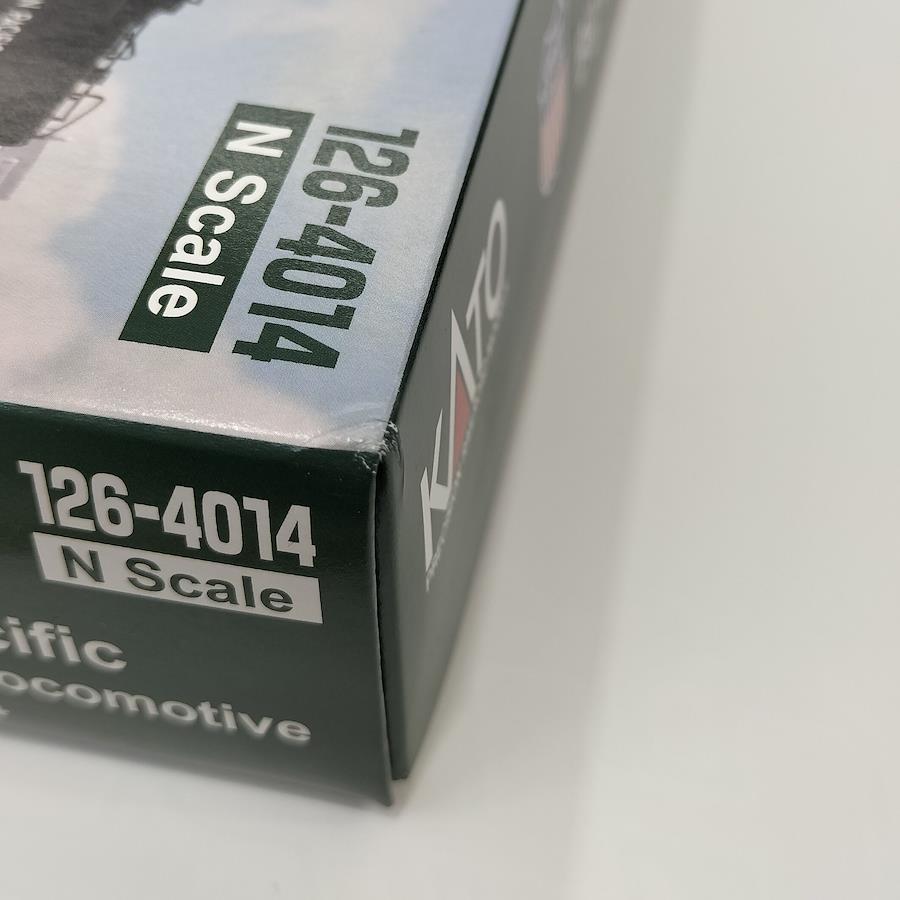 126-4014
N Scale
KATO
126-4014
N Scale
cific
ocomotive